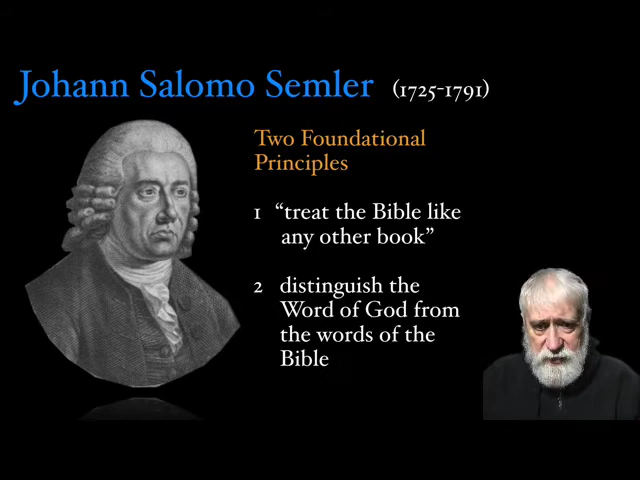 Johann Salomo Semler (1725-1791)
Two Foundational
Principles
1 “treat the Bible like
any other book”
2 distinguish the
Word of God from
the words of the
Bible